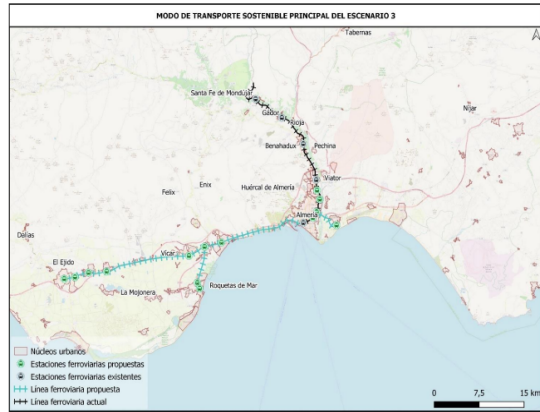 MODO DE TRANSPORTE SOSTENIBLE PRINCIPAL DEL ESCENARIO 3
Tabernas
Santa Fe de Mondújar
Gádor
Rioja
Níjar
Benahadux
Pechina
Viator
Enix
Huércal de Almería
Felix
Almería
Dalías
Vícar
El Ejido
La Mojonera
Roquetas de Mar
Núcleos urbanos
Estaciones ferroviarias propuestas
Estaciones ferroviarias existentes
Línea ferroviaria propuesta
Línea ferroviaria actual
0 7,5 15 km